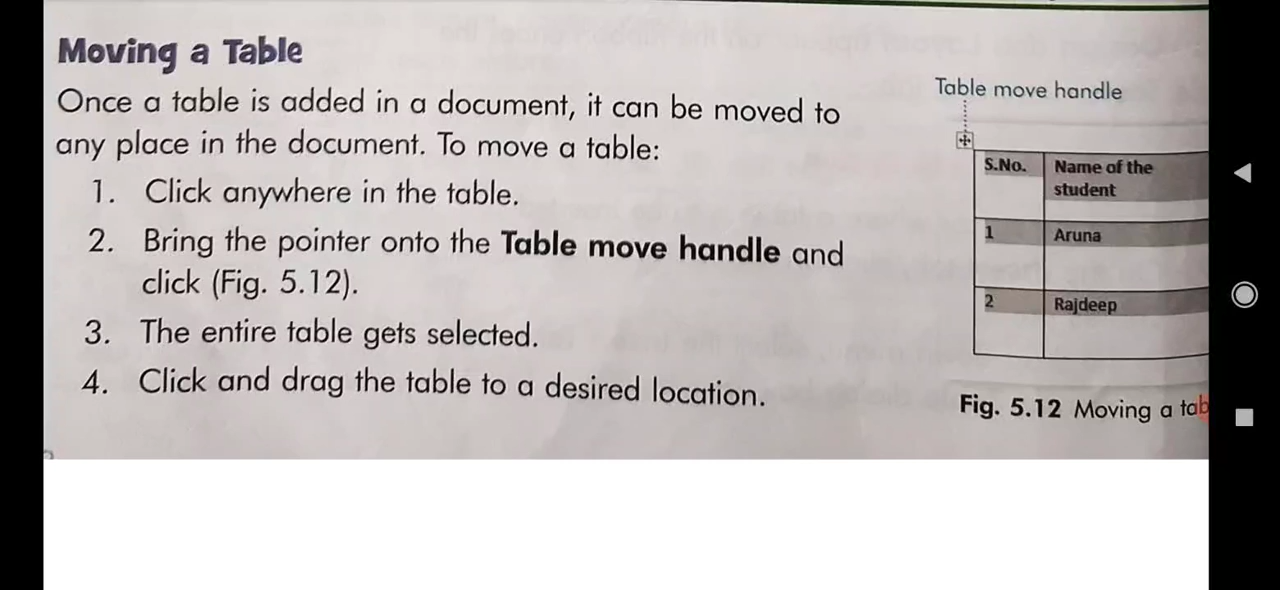 Moving a Table
Once a table is added in a document, it can be moved to
any place in the document. To move a table:
1. Click anywhere in the table.
2. Bring the pointer onto the Table move handle and
click (Fig. 5.12).
3. The entire table gets selected.
4. Click and drag the table to a desired location.
Table move handle
S.No. Name of the
student
1 Aruna
2 Rajdeep
Fig. 5.12 Moving a tab